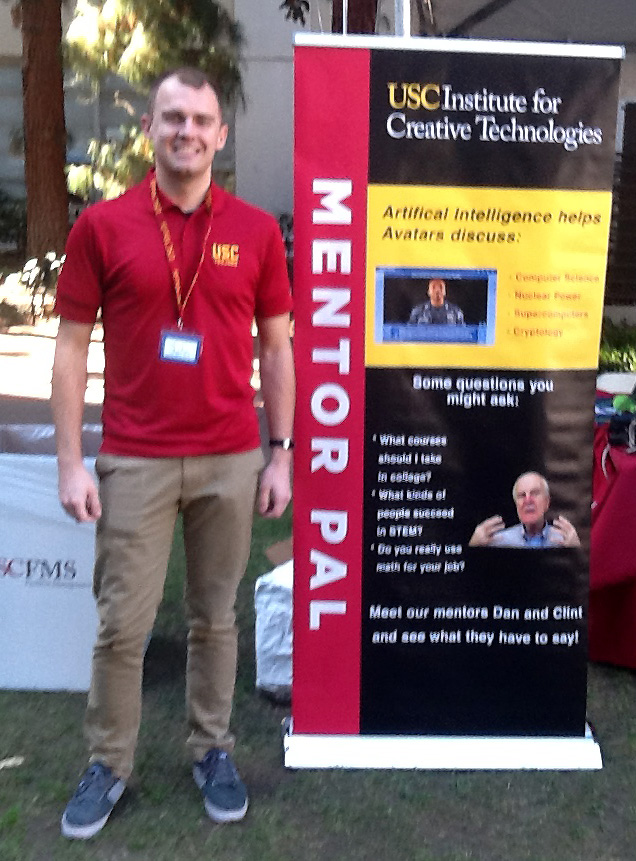 USC Institute for
Creative Technologies
MENTOR PAL
Artifical Intelligence helps
Avatars discuss:
- Computer Science
- Nuclear Power
- Supercomputers
- Cryptology
Some questions you
might ask:
* What courses
should I take
in college?
* What kinds of
people succeed
in STEM?
* Do you really use
math for your job?
Meet our mentors Dan and Clint
and see what they have to say!
USC
SCFMS